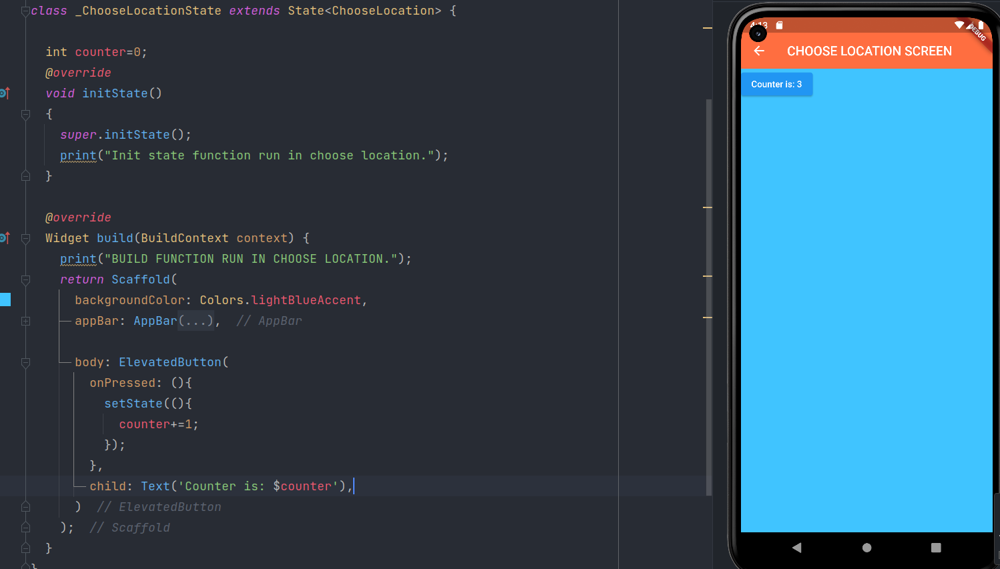 class _ChooseLocationState extends State<ChooseLocation> {
int counter=0;
@override
void initState()
{
super.initState();
print("Init state function run in choose location.");
}
@override
Widget build(BuildContext context) {
print("BUILD FUNCTION RUN IN CHOOSE LOCATION.");
return Scaffold(
backgroundColor: Colors.lightBlueAccent,
appBar: AppBar(...),  // AppBar
body: ElevatedButton(
onPressed: (){
setState((){
counter+=1;
});
},
child: Text('Counter is: $counter'),
)  // ElevatedButton
);  // Scaffold
}
}
4:13
DEBUG
CHOOSE LOCATION SCREEN
Counter is: 3